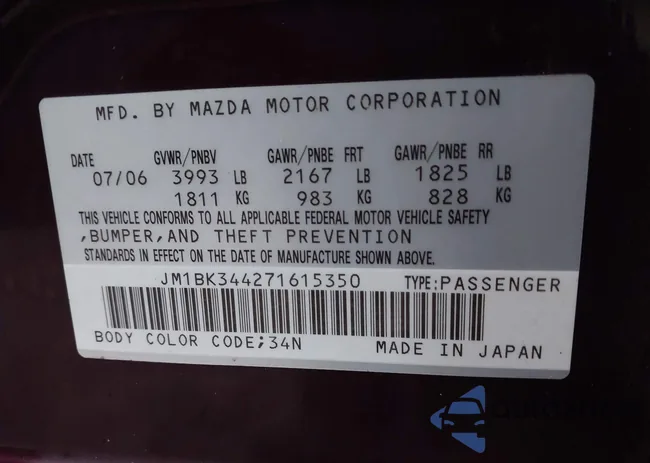 MFD. BY MAZDA MOTOR CORPORATION
DATE GVWR/PNBV GAWR/PNBE FRT GAWR/PNBE RR
07/06 3993 LB 2167 LB 1825 LB
1811 KG 983 KG 828 KG
THIS VEHICLE CONFORMS TO ALL APPLICABLE FEDERAL MOTOR VEHICLE SAFETY
,BUMPER,AND THEFT PREVENTION
STANDARDS IN EFFECT ON THE DATE OF MANUFACTURE SHOWN ABOVE.
JM1BK344271615350 TYPE:PASSENGER
BODY COLOR CODE;34N MADE IN JAPAN